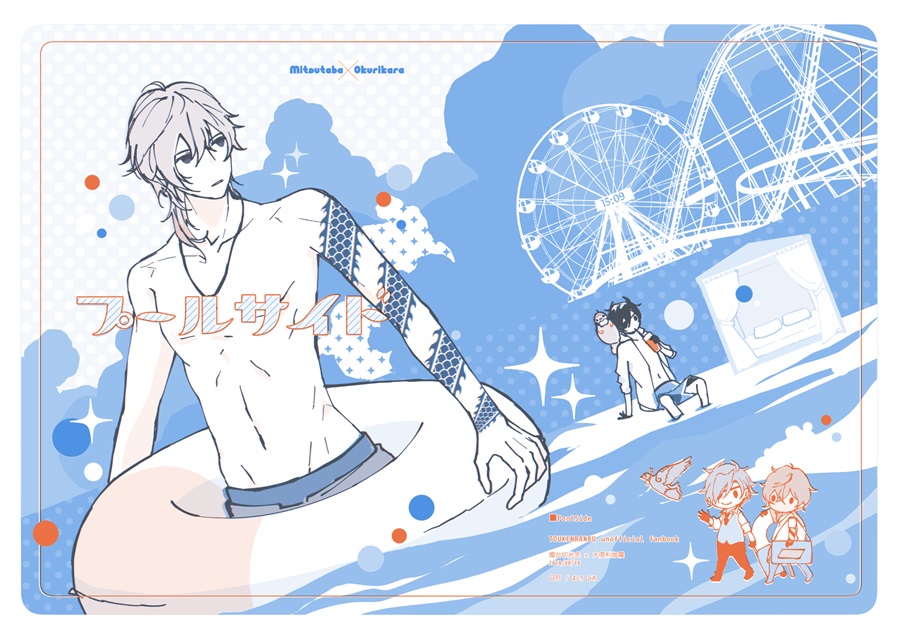 Mitsutaba × Okurikara
15:09
プールサイド
■PoolSide
TOUKENRANBU unofficial fanbook